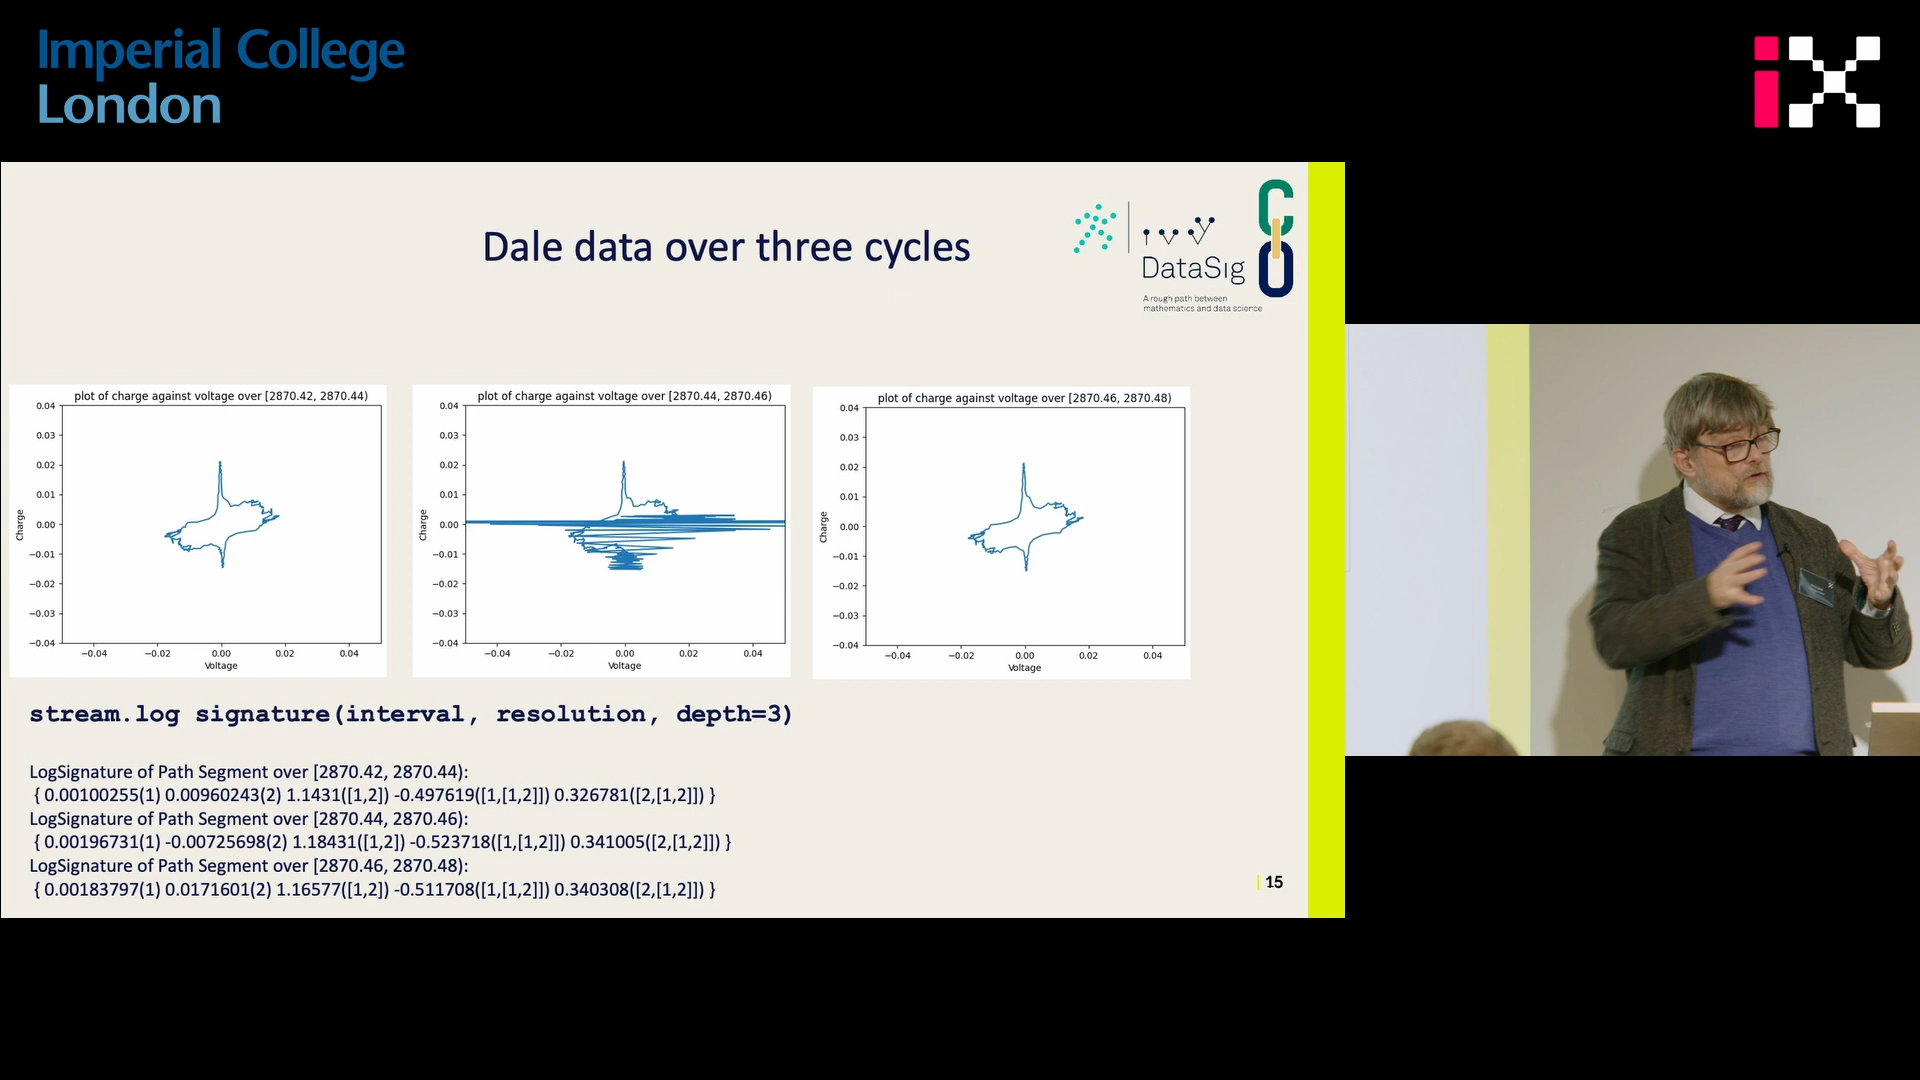 Imperial College
London
iX
Dale data over three cycles
DataSig
A rough path between
mathematics and data science
CO
plot of charge against voltage over [2870.42, 2870.44)
0.04
0.03
0.02
0.01
0.00
−0.01
−0.02
−0.03
−0.04
Charge
−0.04 −0.02 0.00 0.02 0.04
Voltage
plot of charge against voltage over [2870.44, 2870.46)
0.04
0.03
0.02
0.01
0.00
−0.01
−0.02
−0.03
−0.04
Charge
−0.04 −0.02 0.00 0.02 0.04
Voltage
plot of charge against voltage over [2870.46, 2870.48)
0.04
0.03
0.02
0.01
0.00
−0.01
−0.02
−0.03
−0.04
Charge
−0.04 −0.02 0.00 0.02 0.04
Voltage
stream.log signature(interval, resolution, depth=3)
LogSignature of Path Segment over [2870.42, 2870.44):
{ 0.00100255(1) 0.00960243(2) 1.1431([1,2]) -0.497619([1,[1,2]]) 0.326781([2,[1,2]]) }
LogSignature of Path Segment over [2870.44, 2870.46):
{ 0.00196731(1) -0.00725698(2) 1.18431([1,2]) -0.523718([1,[1,2]]) 0.341005([2,[1,2]]) }
LogSignature of Path Segment over [2870.46, 2870.48):
{ 0.00183797(1) 0.0171601(2) 1.16577([1,2]) -0.511708([1,[1,2]]) 0.340308([2,[1,2]]) }
15